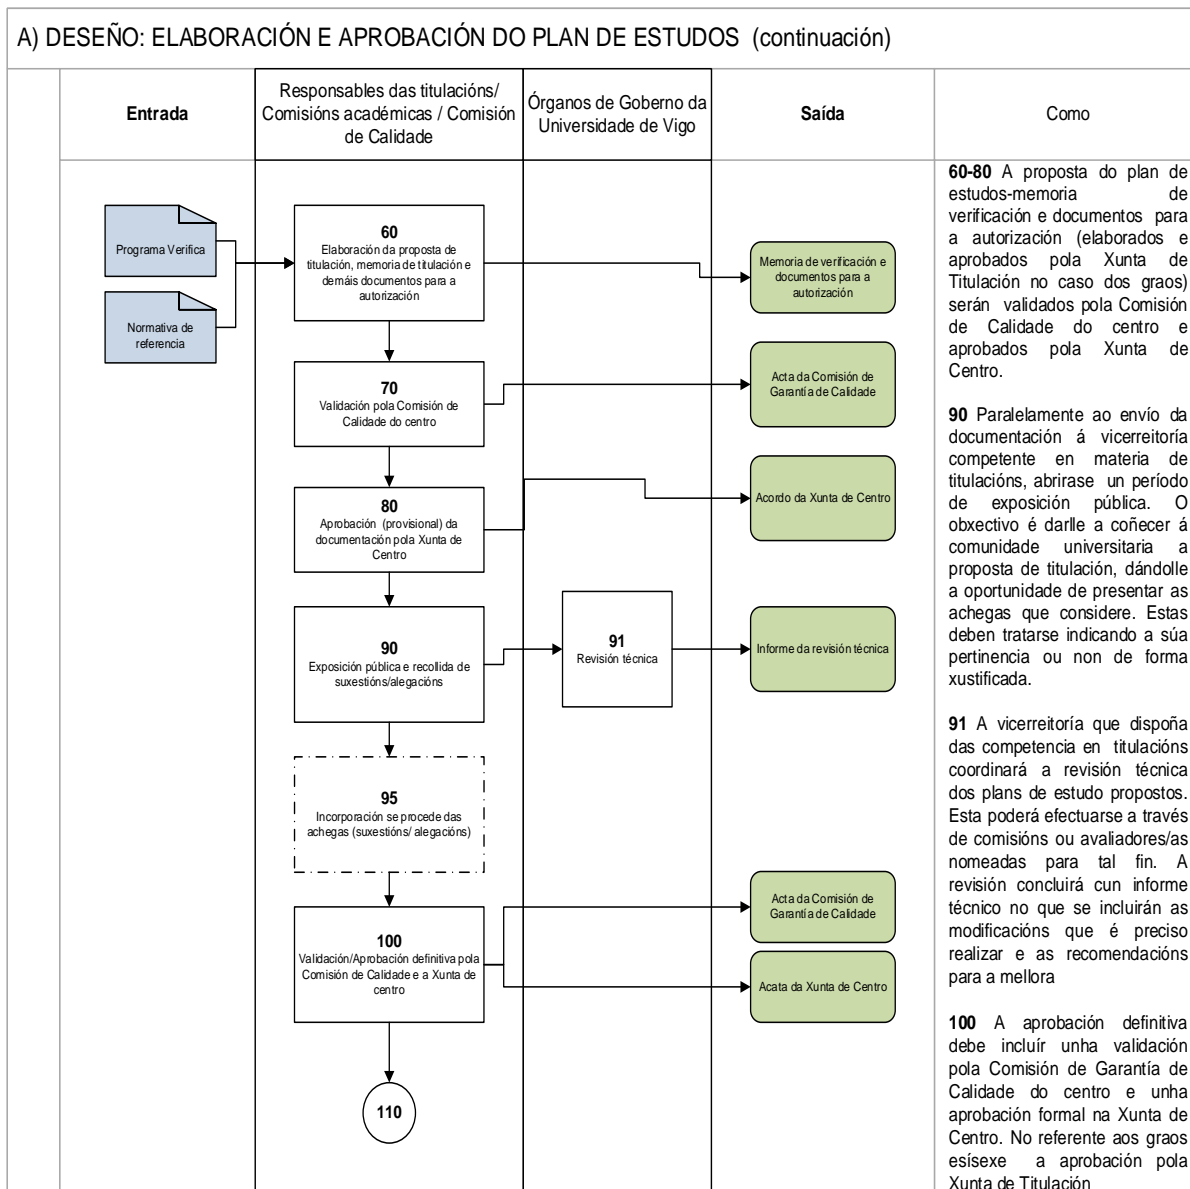 A) DESEÑO: ELABORACIÓN E APROBACIÓN DO PLAN DE ESTUDOS (continuación)
Entrada
Responsables das titulacións/
Comisións académicas / Comisión
de Calidade
Órganos de Goberno da
Universidade de Vigo
Saída
Como
Programa Verifica
Normativa de
referencia
60
Elaboración da proposta de
titulación, memoria de titulación e
demáis documentos para a
autorización
Memoria de verificación e
documentos para a
autorización
70
Validación pola Comisión de
Calidade do centro
Acta da Comisión de
Garantía de Calidade
80
Aprobación (provisional) da
documentación pola Xunta de
Centro
Acordo da Xunta de Centro
90
Exposición pública e recollida de
suxestións/alegacións
91
Revisión técnica
Informe da revisión técnica
95
Incorporación se procede das
achegas (suxestións/ alegacións)
100
Validación/Aprobación definitiva pola
Comisión de Calidade e a Xunta de
centro
Acta da Comisión de
Garantía de Calidade
Acata da Xunta de Centro
110
60-80 A proposta do plan de
estudos-memoria de
verificación e documentos para
a autorización (elaborados e
aprobados pola Xunta de
Titulación no caso dos graos)
serán validados pola Comisión
de Calidade do centro e
aprobados pola Xunta de
Centro.
90 Paralelamente ao envío da
documentación á vicerreitoría
competente en materia de
titulacións, abrirase un período
de exposición pública. O
obxectivo é darlle a coñecer á
comunidade universitaria a
proposta de titulación, dándolle
a oportunidade de presentar as
achegas que considere. Estas
deben tratarse indicando a súa
pertinencia ou non de forma
xustificada.
91 A vicerreitoría que dispoña
das competencia en titulacións
coordinará a revisión técnica
dos plans de estudo propostos.
Esta poderá efectuarse a través
de comisións ou avaliadores/as
nomeadas para tal fin. A
revisión concluirá cun informe
técnico no que se incluirán as
modificacións que é preciso
realizar e as recomendacións
para a mellora
100 A aprobación definitiva
debe incluír unha validación
pola Comisión de Garantía de
Calidade do centro e unha
aprobación formal na Xunta de
Centro. No referente aos graos
esísexe a aprobación pola
Xunta de Titulación